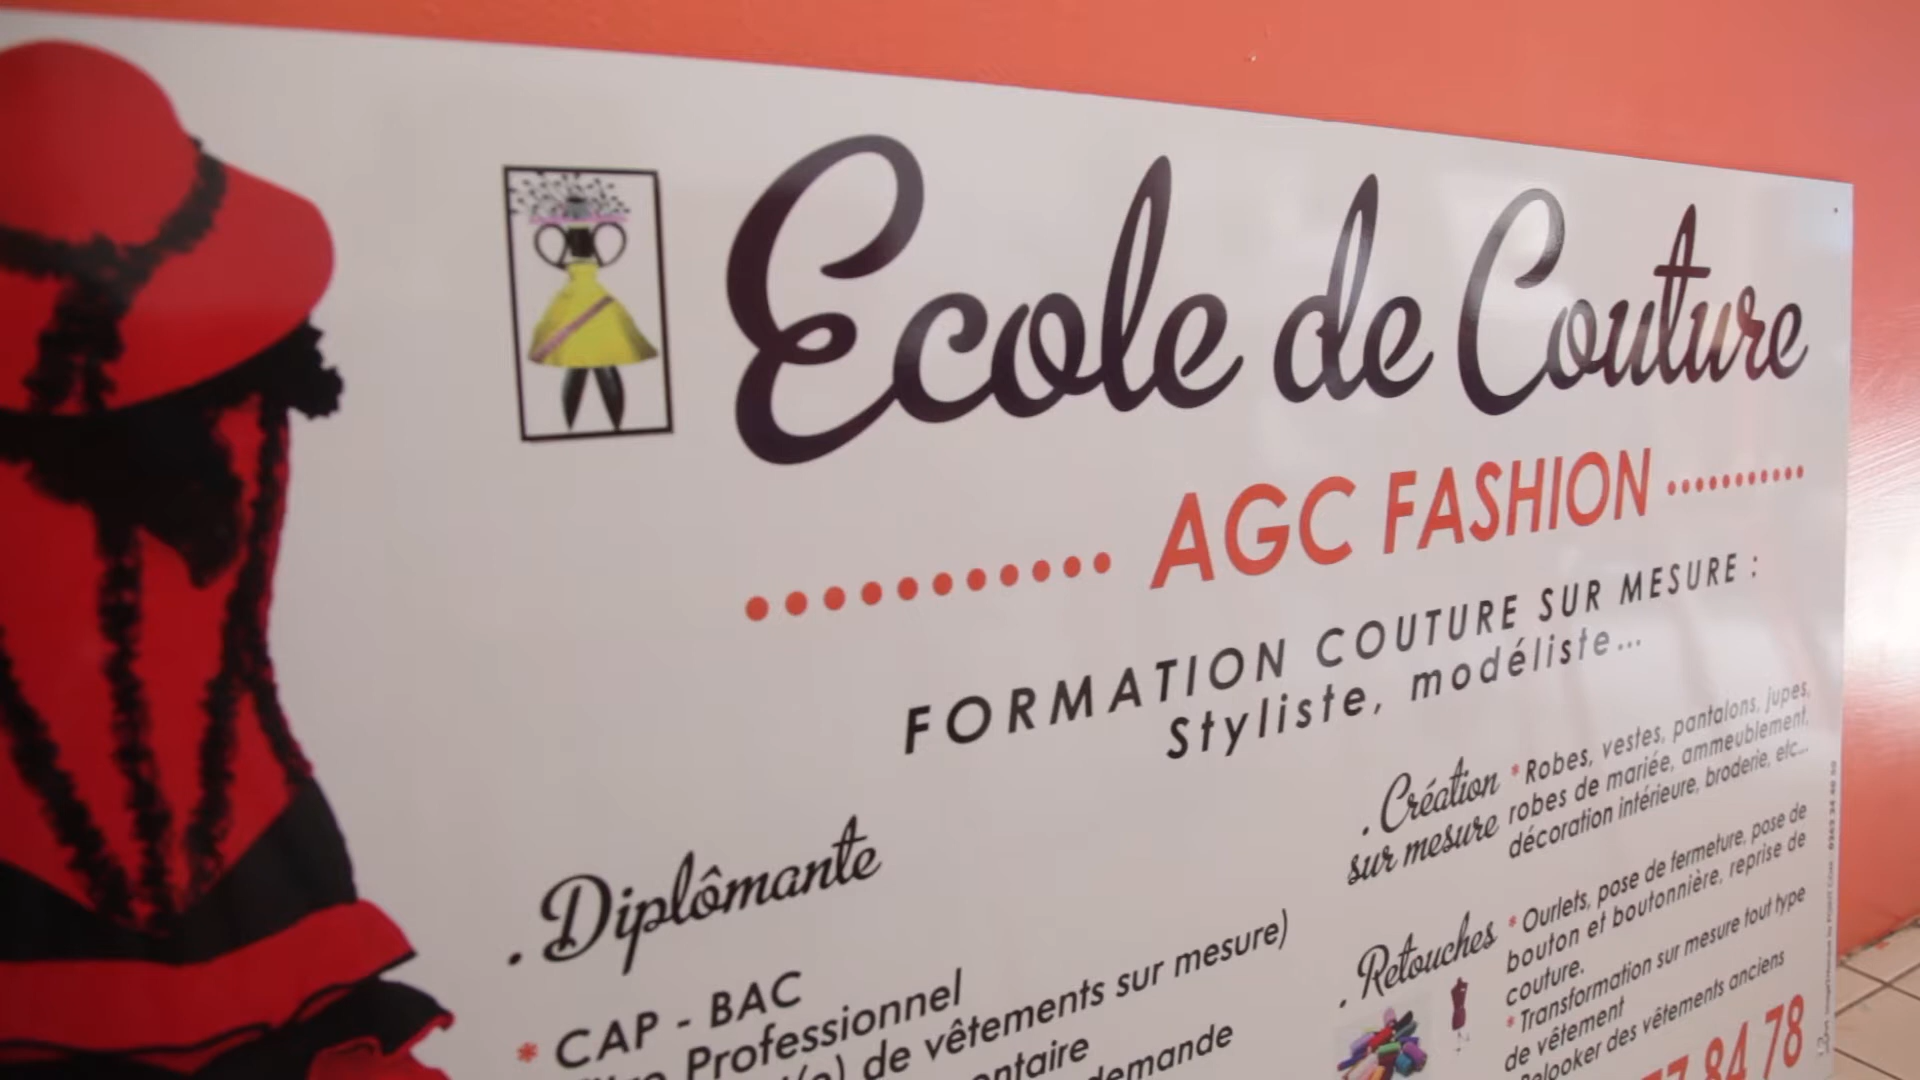 Ecole de Couture
AGC FASHION
FORMATION COUTURE SUR MESURE :
Styliste, modéliste...
. Diplômante
* CAP - BAC
Professionnel
de vêtements sur mesure)
demande
. Création
sur mesure
* Robes, vestes, pantalons, jupes,
robes de mariée, ammeublement,
décoration intérieure, broderie, etc...
. Retouches
* Ourlets, pose de fermeture, pose de
bouton et boutonnière, reprise de
couture.
* Transformation sur mesure tout type
de vêtement
des vêtements anciens
84 78